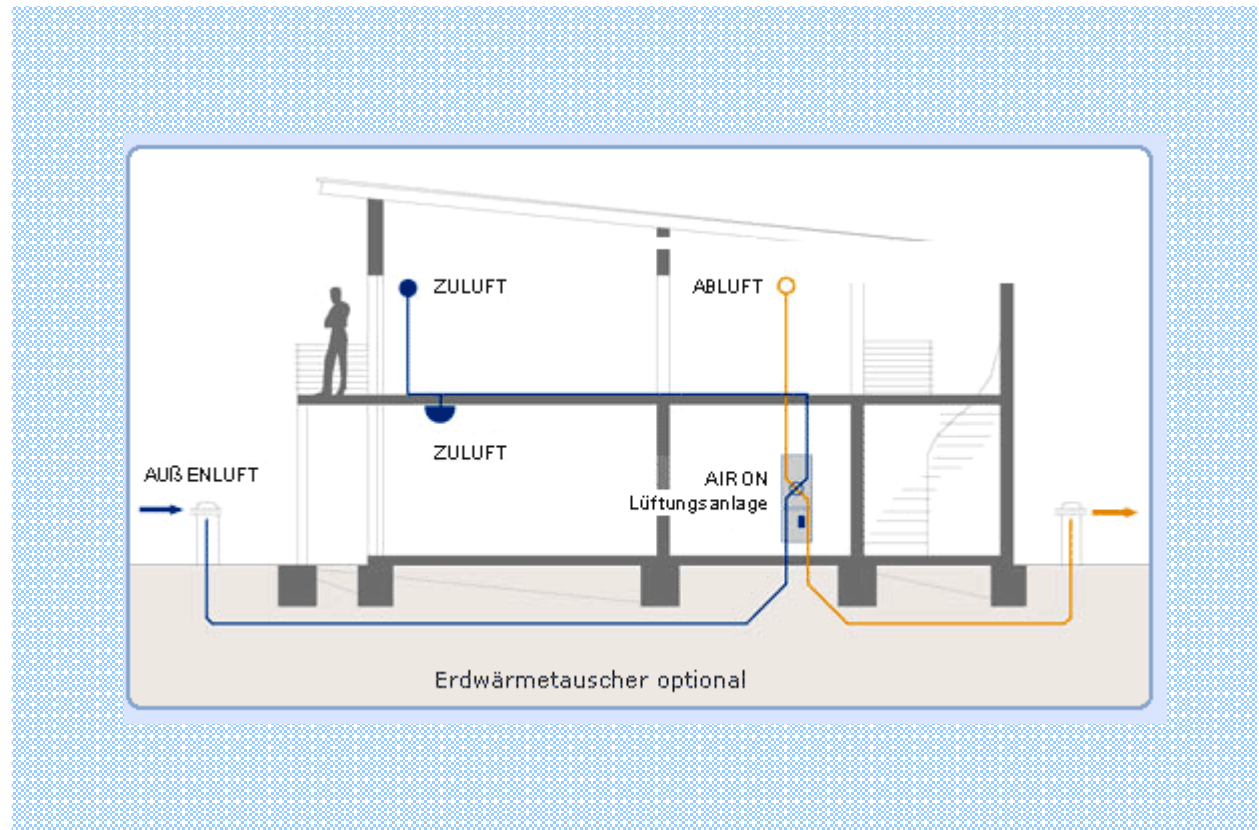 ZULUFT
ABLUFT
ZULUFT
AUß ENLUFT
AIR ON
Lüftungsanlage
Erdwärmetauscher optional